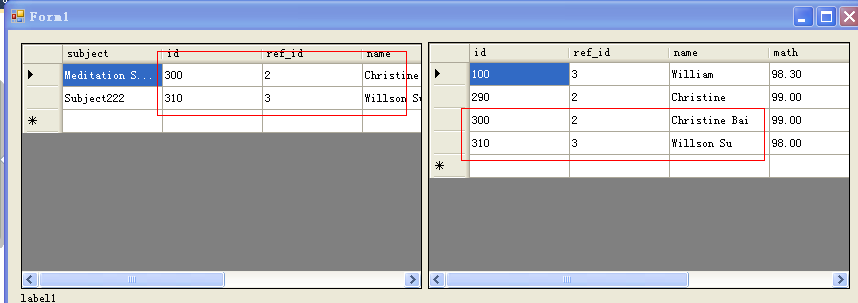 Form1
subject id ref_id name
Meditation S... 300 2 Christine
Subject222 310 3 Willson Su
id ref_id name math
100 3 William 98.30
290 2 Christine 99.00
300 2 Christine Bai 99.00
310 3 Willson Su 98.00
label1